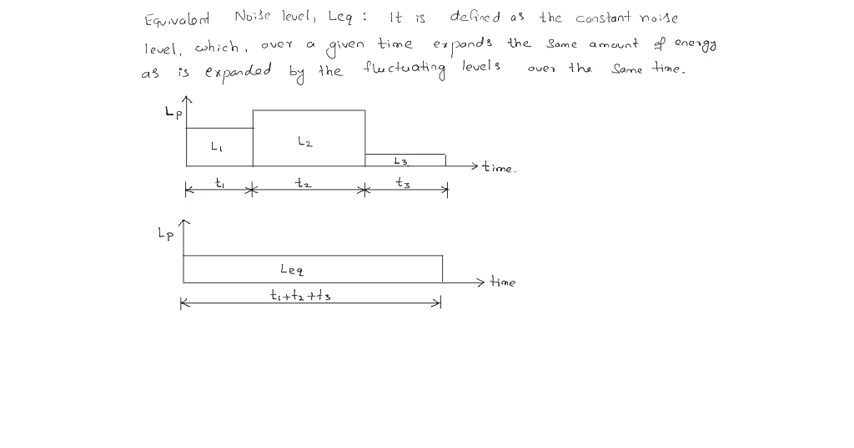 Equivalent Noise level, Leq : It is defined as the constant noise
level, which, over a given time expands the same amount of energy
as is expanded by the fluctuating levels over the same time.
Lp
L1
L2
L3
time.
t1
t2
t3
Lp
Leq
time
t1+t2+t3